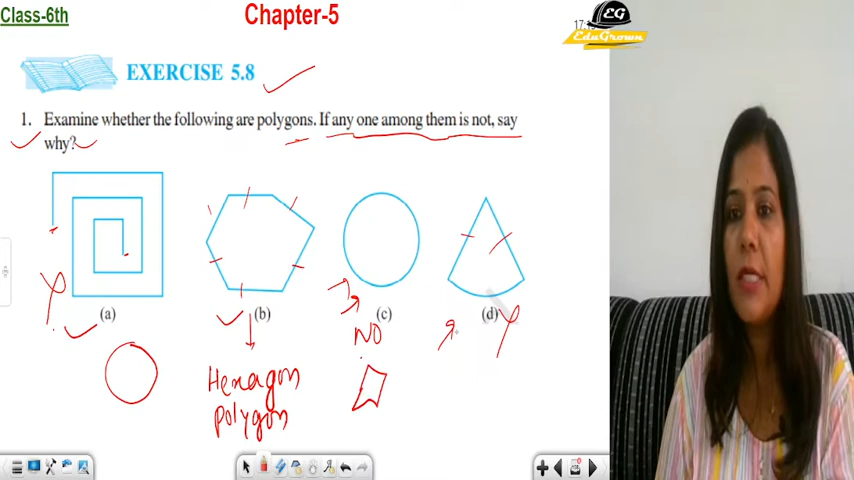 Class-6th
Chapter-5
EG
EduGrown
EXERCISE 5.8
1. Examine whether the following are polygons. If any one among them is not, say
why?
(a)
(b)
(c)
(d)
NO
Hexagon
polygon